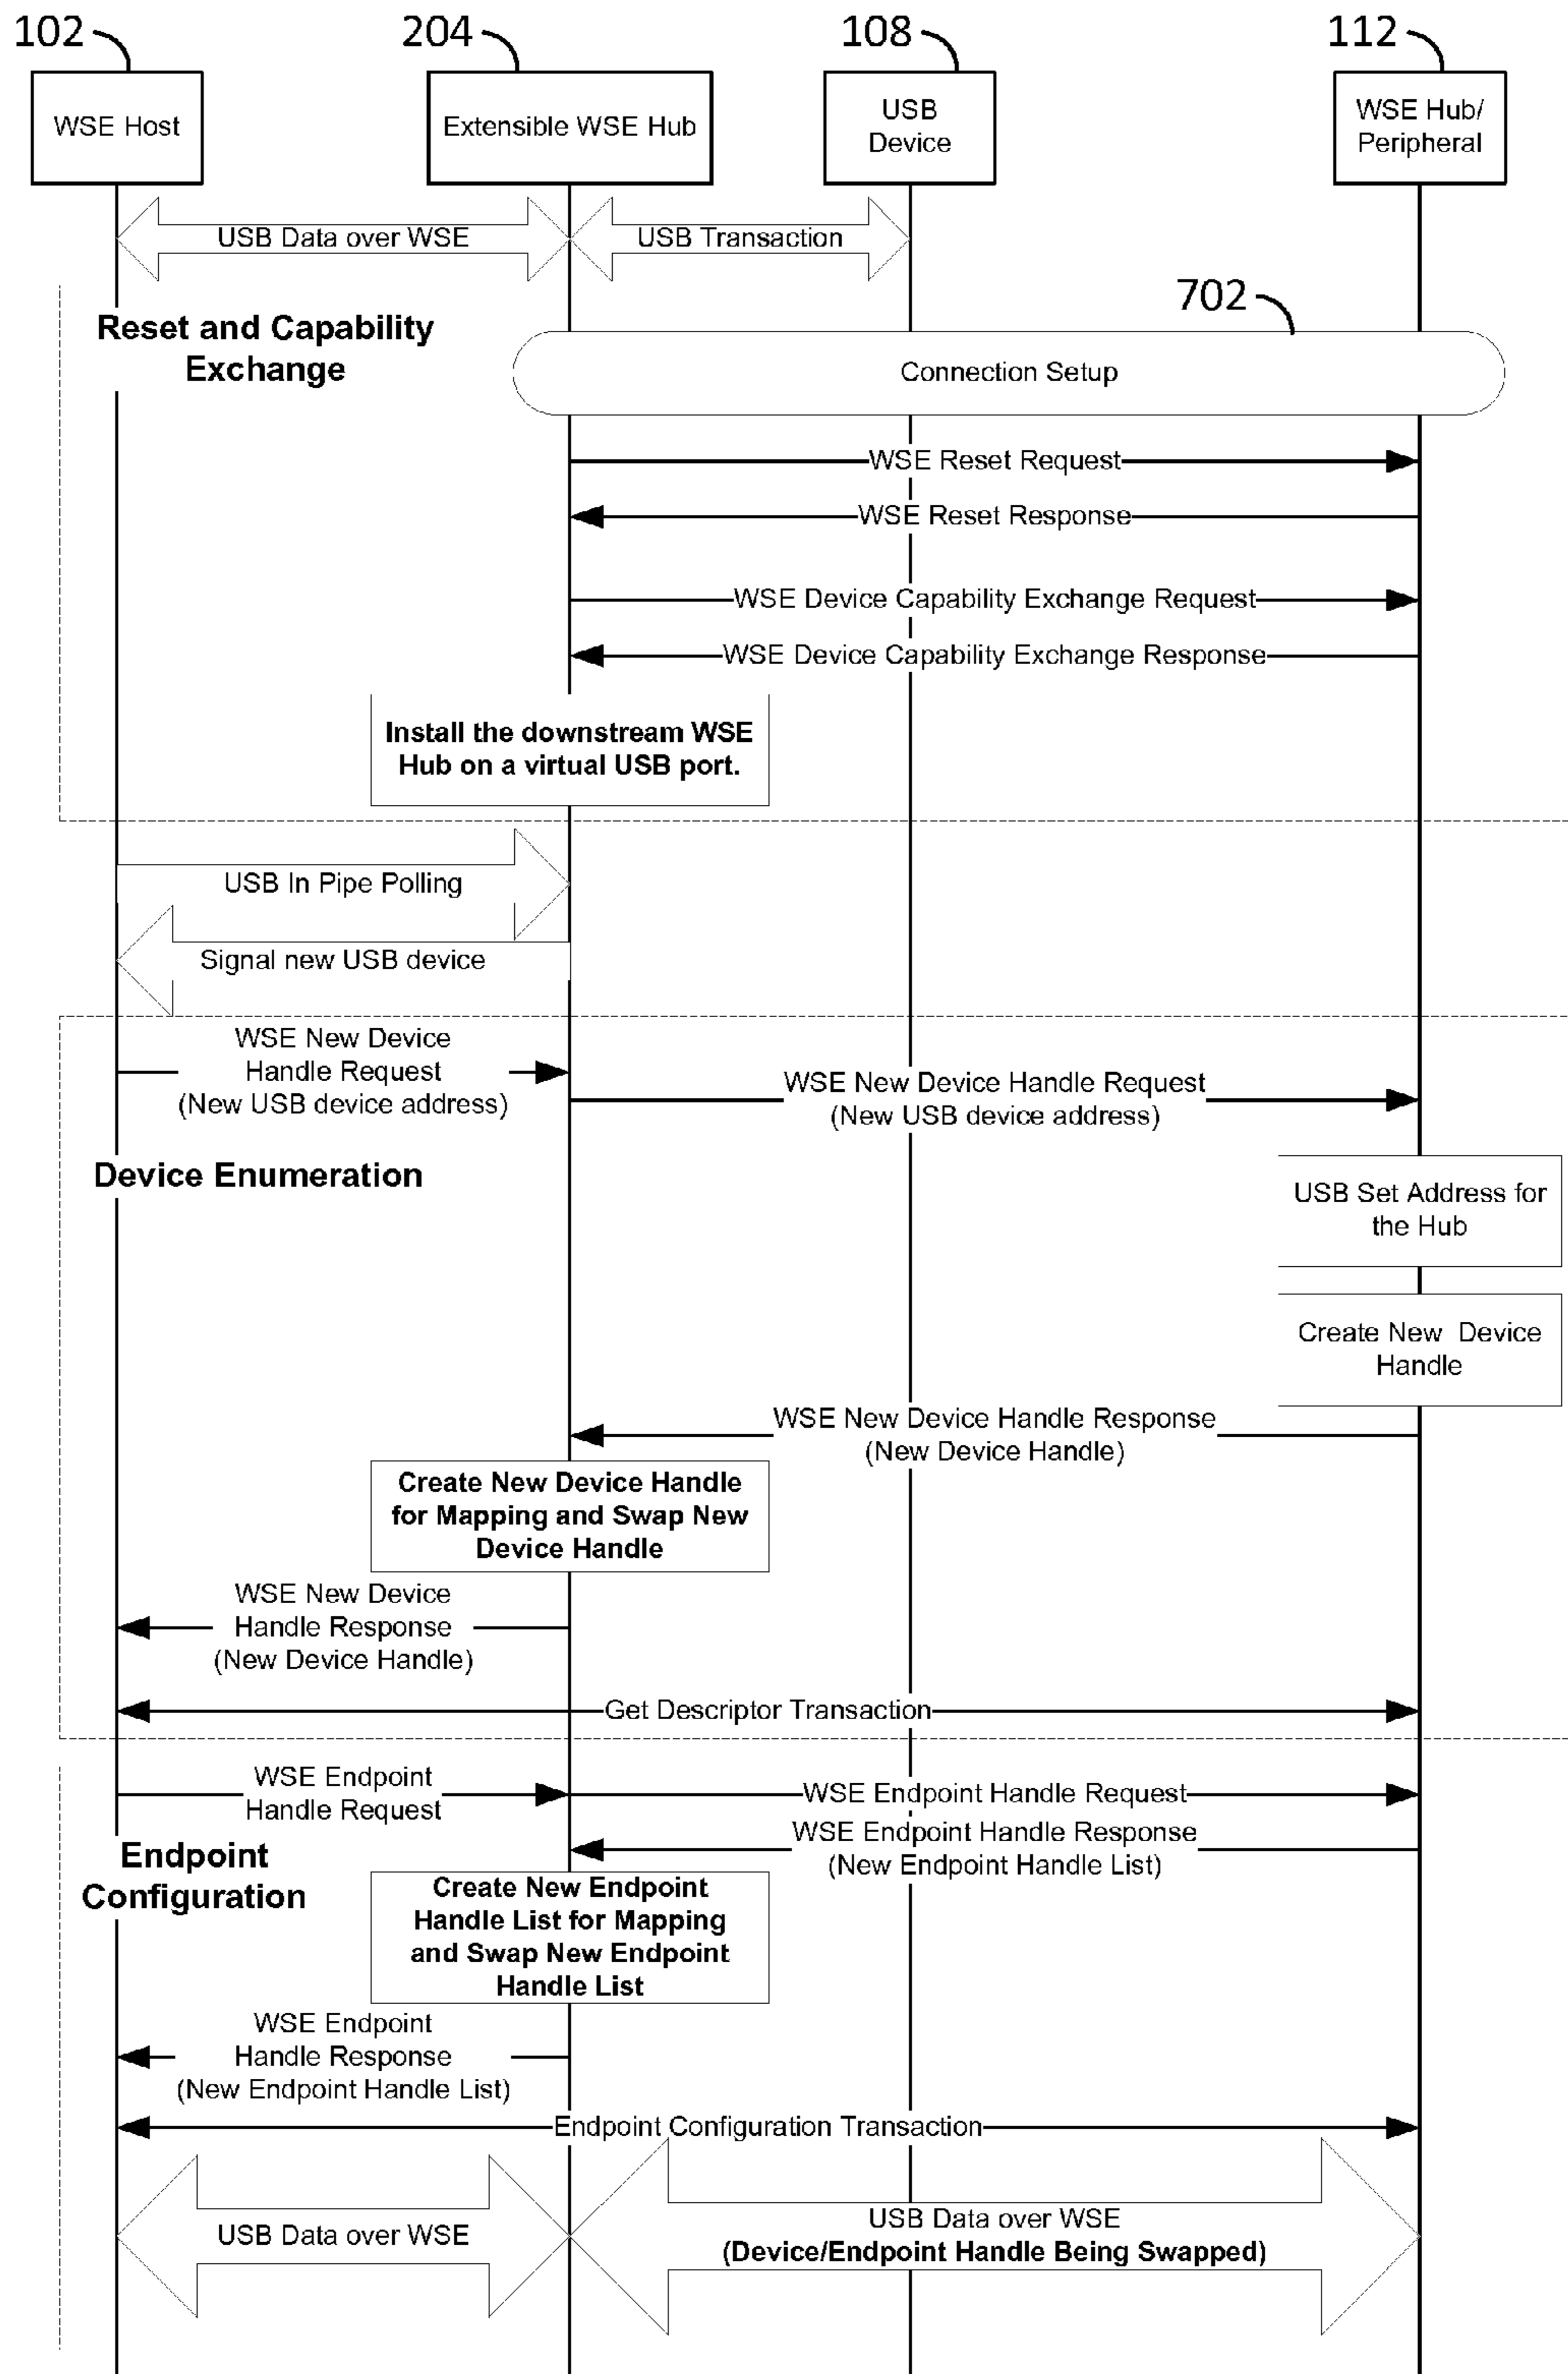 102
204
108
112
WSE Host
Extensible WSE Hub
USB
Device
WSE Hub/
Peripheral
USB Data over WSE
USB Transaction
702
Reset and Capability
Exchange
Connection Setup
WSE Reset Request
WSE Reset Response
WSE Device Capability Exchange Request
WSE Device Capability Exchange Response
Install the downstream WSE
Hub on a virtual USB port.
USB In Pipe Polling
Signal new USB device
WSE New Device
Handle Request
(New USB device address)
WSE New Device Handle Request
(New USB device address)
Device Enumeration
USB Set Address for
the Hub
Create New Device
Handle
WSE New Device Handle Response
(New Device Handle)
Create New Device Handle
for Mapping and Swap New
Device Handle
WSE New Device
Handle Response
(New Device Handle)
Get Descriptor Transaction
WSE Endpoint
Handle Request
WSE Endpoint Handle Request
WSE Endpoint Handle Response
(New Endpoint Handle List)
Endpoint
Configuration
Create New Endpoint
Handle List for Mapping
and Swap New Endpoint
Handle List
WSE Endpoint
Handle Response
(New Endpoint Handle List)
Endpoint Configuration Transaction
USB Data over WSE
USB Data over WSE
(Device/Endpoint Handle Being Swapped)